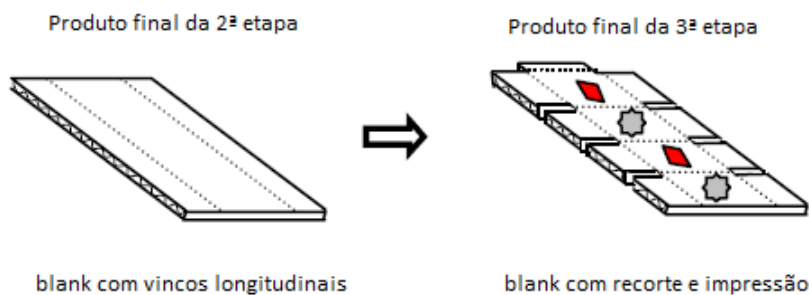 Produto final da 2ª etapa
Produto final da 3ª etapa
blank com vincos longitudinais
blank com recorte e impressão